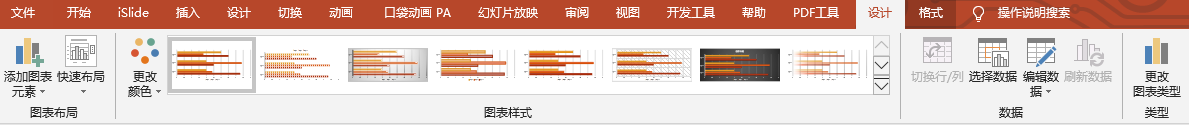 文件 开始 iSlide 插入 设计 切换 动画 口袋动画 PA 幻灯片放映 审阅 视图 开发工具 帮助 PDF工具 设计 格式 操作说明搜索
添加图表 快速布局 更改 切换行/列 选择数据 编辑数 刷新数据 更改
元素 颜色 据 图表类型
图表布局 图表样式 数据 类型